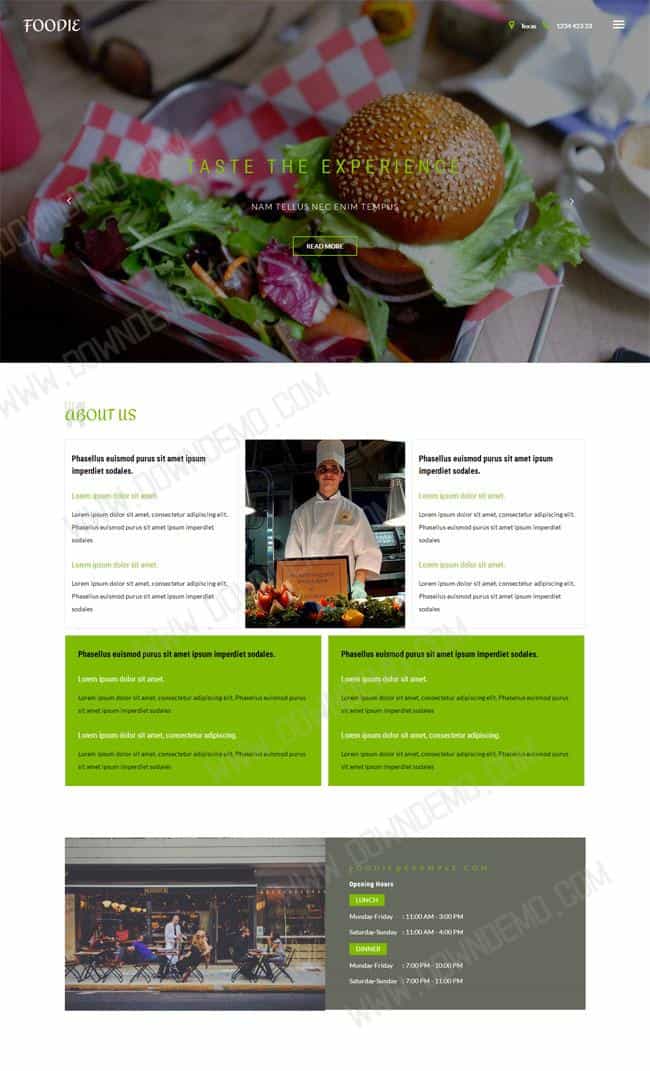 FOODIE
Texas 1234 453 23
TASTE THE EXPERIENCE
NAM TELLUS NEC ENIM TEMPUS
READ MORE
ABOUT US
Phasellus euismod purus sit amet ipsum
imperdiet sodales.
Lorem ipsum dolor sit amet.
Lorem ipsum dolor sit amet, consectetur adipiscing elit.
Phasellus euismod purus sit amet ipsum imperdiet
sodales
Lorem ipsum dolor sit amet.
Lorem ipsum dolor sit amet, consectetur adipiscing elit.
Phasellus euismod purus sit amet ipsum imperdiet
sodales
Phasellus euismod purus sit amet ipsum
imperdiet sodales.
Lorem ipsum dolor sit amet.
Lorem ipsum dolor sit amet, consectetur adipiscing elit.
Phasellus euismod purus sit amet ipsum imperdiet
sodales
Lorem ipsum dolor sit amet.
Lorem ipsum dolor sit amet, consectetur adipiscing elit.
Phasellus euismod purus sit amet ipsum imperdiet
sodales
Phasellus euismod purus sit amet ipsum imperdiet sodales.
Lorem ipsum dolor sit amet.
Lorem ipsum dolor sit amet, consectetur adipiscing elit. Phasellus euismod purus
sit amet ipsum imperdiet sodales
Lorem ipsum dolor sit amet, consectetur adipiscing.
Lorem ipsum dolor sit amet, consectetur adipiscing elit. Phasellus euismod purus
sit amet ipsum imperdiet sodales
Phasellus euismod purus sit amet ipsum imperdiet sodales.
Lorem ipsum dolor sit amet.
Lorem ipsum dolor sit amet, consectetur adipiscing elit. Phasellus euismod purus
sit amet ipsum imperdiet sodales
Lorem ipsum dolor sit amet, consectetur adipiscing.
Lorem ipsum dolor sit amet, consectetur adipiscing elit. Phasellus euismod purus
sit amet ipsum imperdiet sodales
FOODIE@EXAMPLE.COM
Opening Hours
LUNCH
Monday-Friday : 11:00 AM - 3:00 PM
Saturday-Sunday : 11:00 AM - 4:00 PM
DINNER
Monday-Friday : 7:00 PM - 10:00 PM
Saturday-Sunday : 7:00 PM - 11:00 PM
WWW.DOWNDEMO.COM